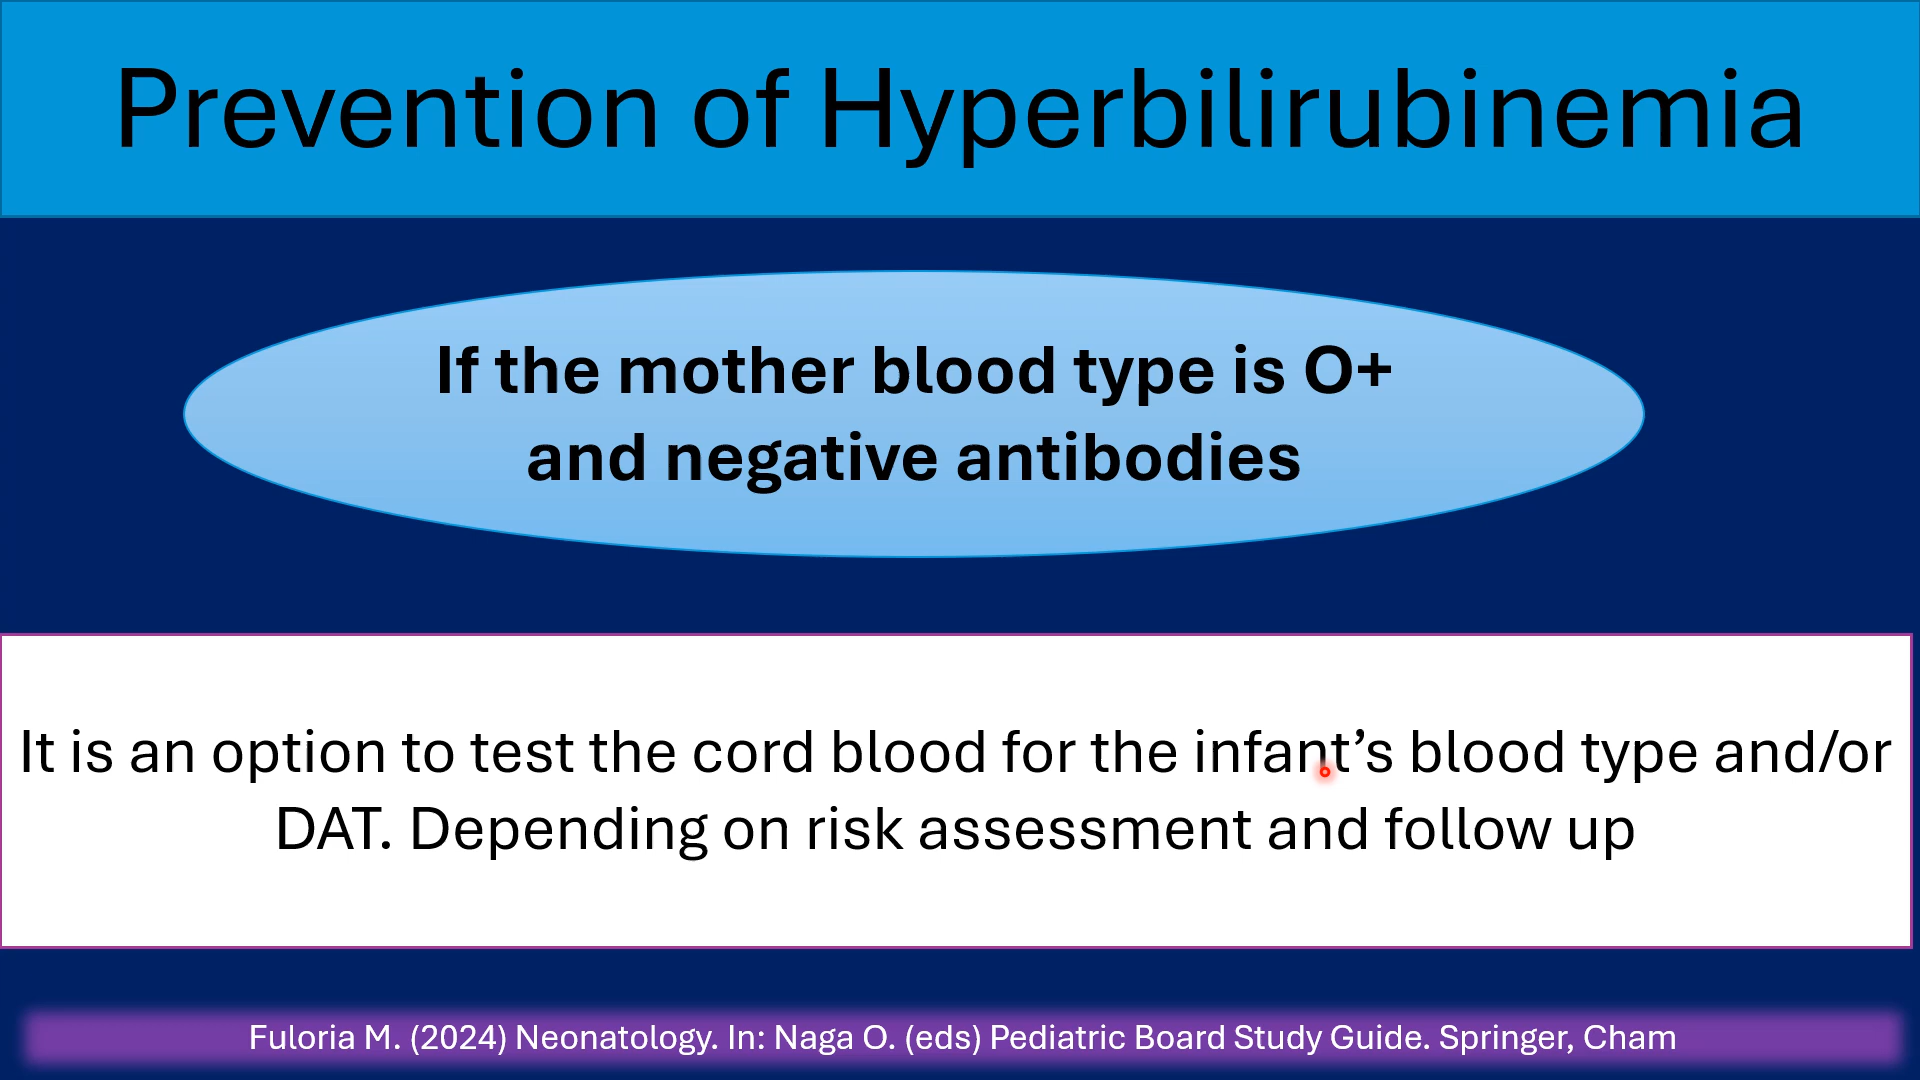 Prevention of Hyperbilirubinemia
If the mother blood type is O+
and negative antibodies
It is an option to test the cord blood for the infant’s blood type and/or
DAT. Depending on risk assessment and follow up
Fuloria M. (2024) Neonatology. In: Naga O. (eds) Pediatric Board Study Guide. Springer, Cham